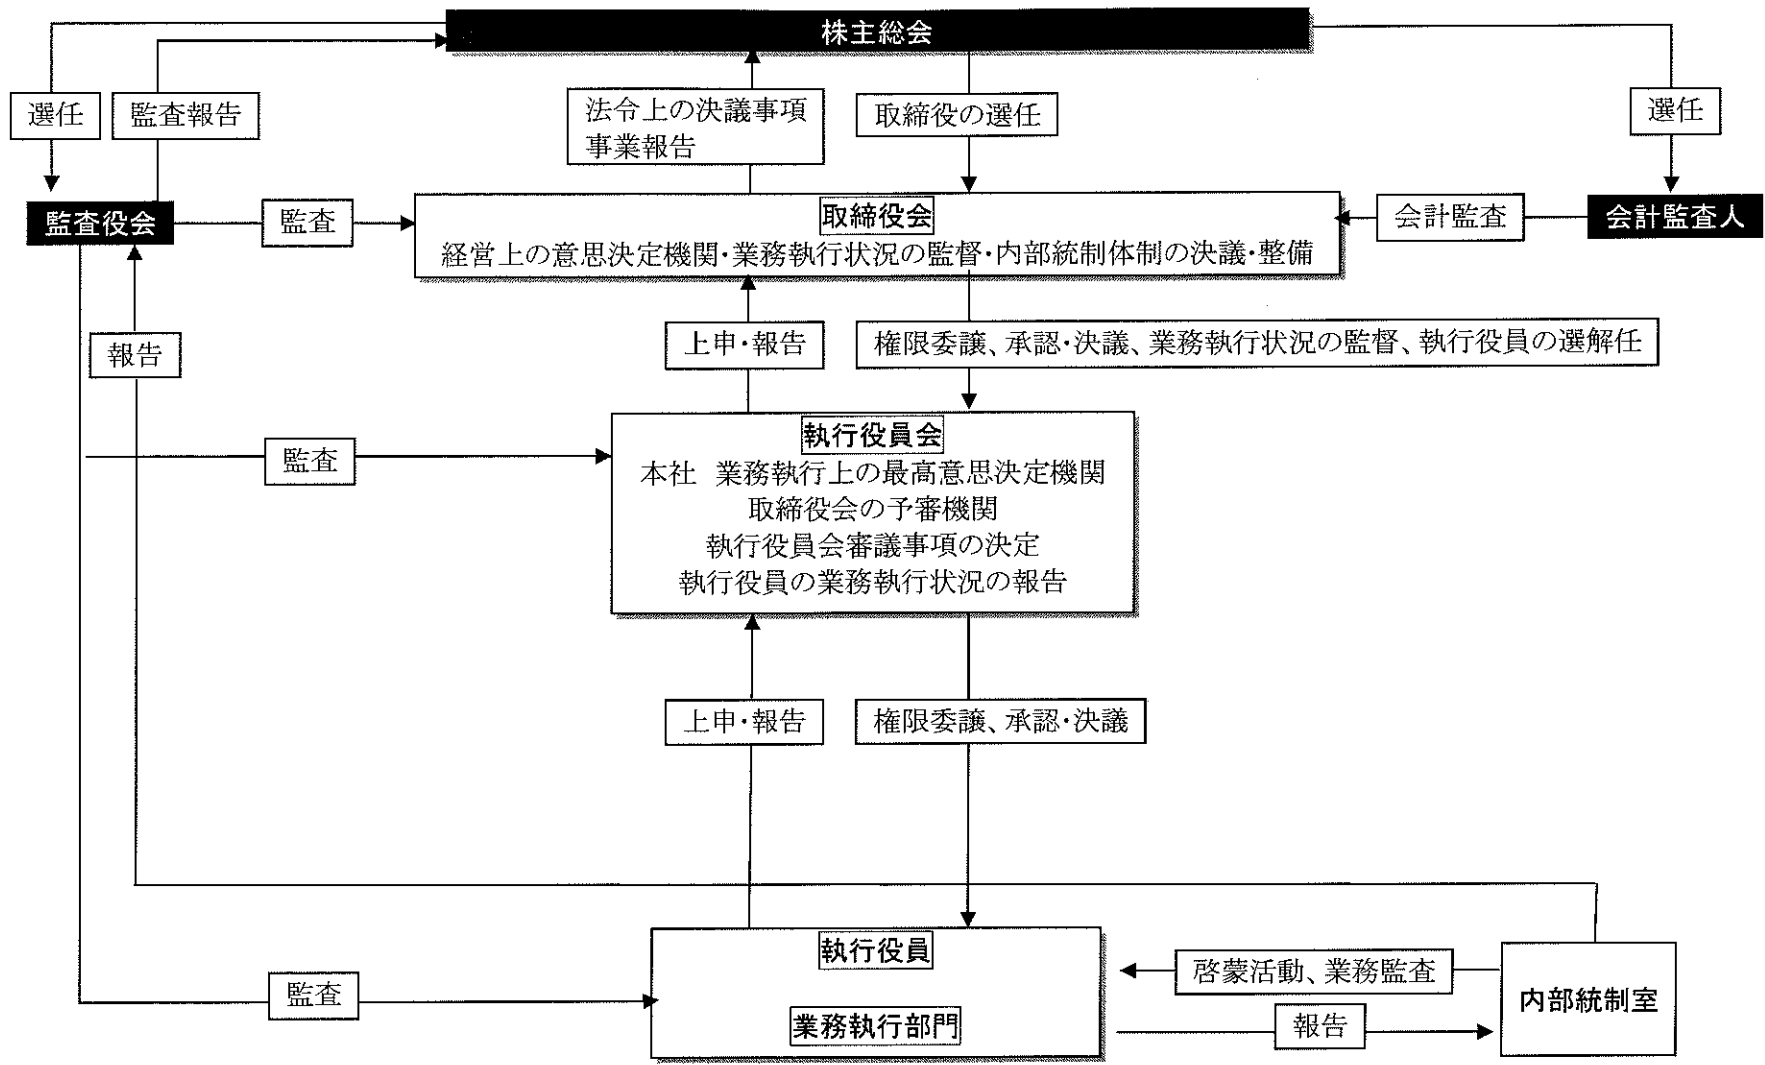 株主総会
選任
監査報告
法令上の決議事項
事業報告
取締役の選任
選任
監査役会
監査
取締役会
経営上の意思決定機関・業務執行状況の監督・内部統制体制の決議・整備
会計監査
会計監査人
報告
上申・報告
権限委譲、承認・決議、業務執行状況の監督、執行役員の選解任
監査
執行役員会
本社 業務執行上の最高意思決定機関
取締役会の予審機関
執行役員会審議事項の決定
執行役員の業務執行状況の報告
上申・報告
権限委譲、承認・決議
監査
執行役員
業務執行部門
啓蒙活動、業務監査
報告
内部統制室